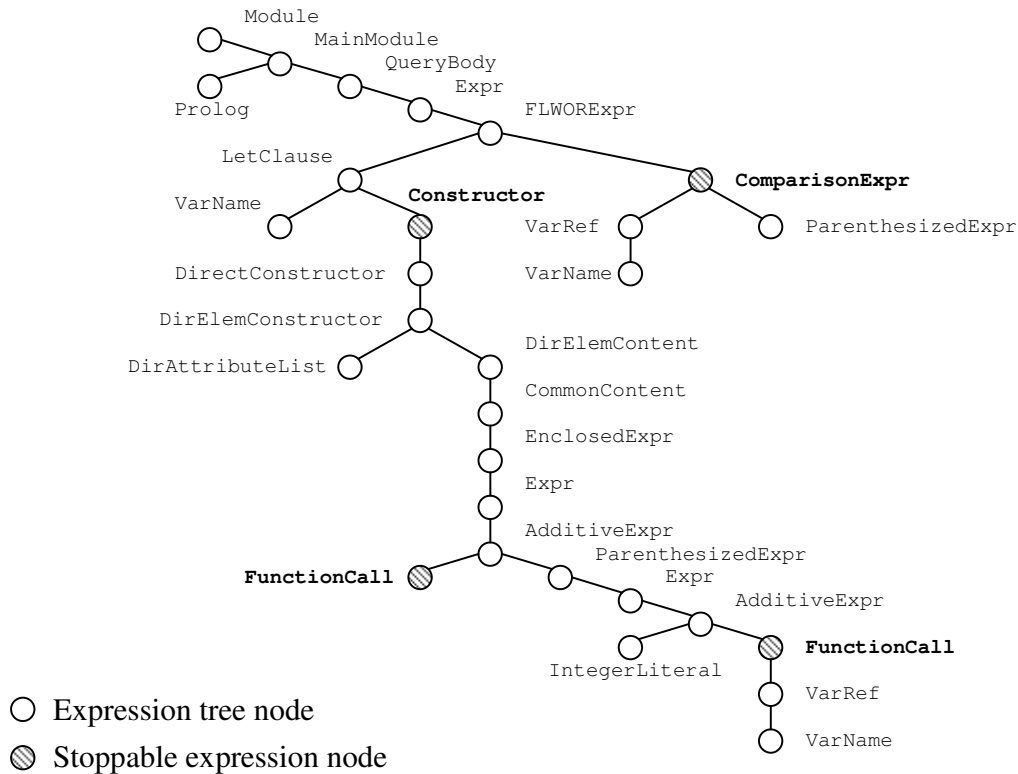 Module
MainModule
QueryBody
Expr
Prolog
FLWORExpr
LetClause
ComparisonExpr
Constructor
VarName
VarRef
ParenthesizedExpr
DirectConstructor
VarName
DirElemConstructor
DirElemContent
DirAttributeList
CommonContent
EnclosedExpr
Expr
AdditiveExpr
ParenthesizedExpr
FunctionCall
Expr
AdditiveExpr
FunctionCall
IntegerLiteral
VarRef
Expression tree node
VarName
Stoppable expression node